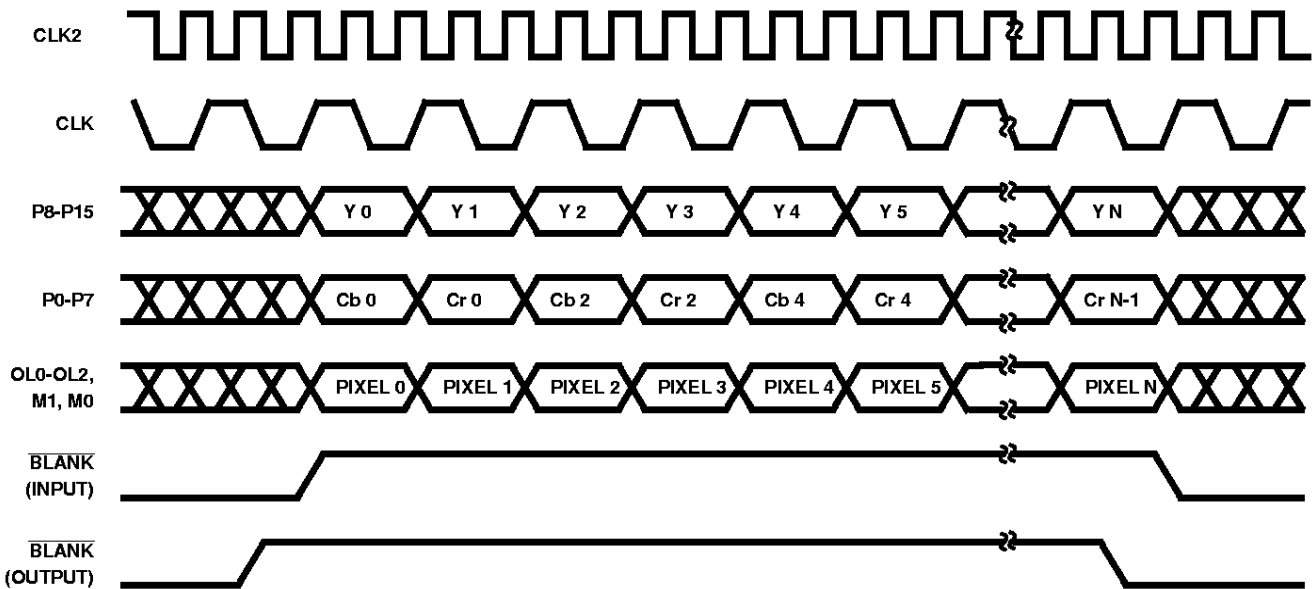 CLK2
CLK
P8-P15
Y 0 Y 1 Y 2 Y 3 Y 4 Y 5 Y N
P0-P7
Cb 0 Cr 0 Cb 2 Cr 2 Cb 4 Cr 4 Cr N-1
OL0-OL2,
M1, M0
PIXEL 0 PIXEL 1 PIXEL 2 PIXEL 3 PIXEL 4 PIXEL 5 PIXEL N
BLANK
(INPUT)
BLANK
(OUTPUT)